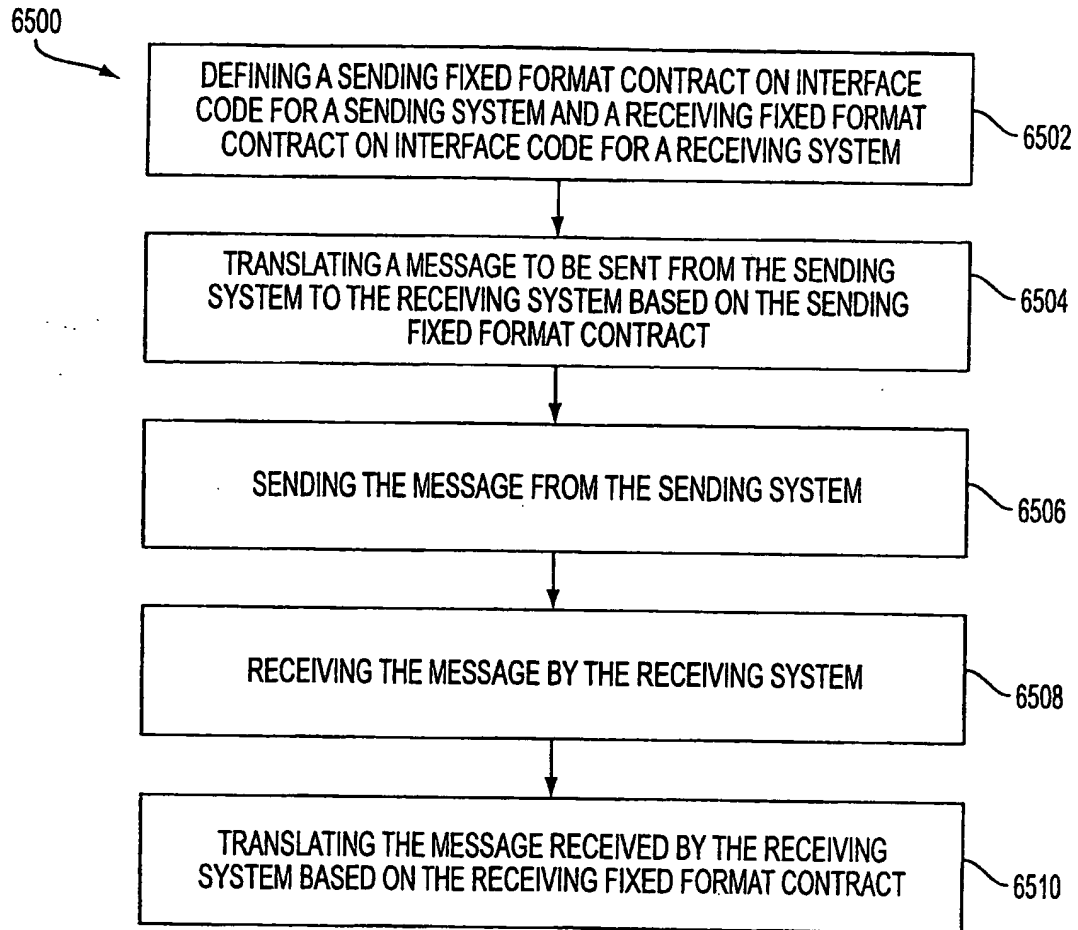 6500
DEFINING A SENDING FIXED FORMAT CONTRACT ON INTERFACE
CODE FOR A SENDING SYSTEM AND A RECEIVING FIXED FORMAT
CONTRACT ON INTERFACE CODE FOR A RECEIVING SYSTEM
6502
TRANSLATING A MESSAGE TO BE SENT FROM THE SENDING
SYSTEM TO THE RECEIVING SYSTEM BASED ON THE SENDING
FIXED FORMAT CONTRACT
6504
SENDING THE MESSAGE FROM THE SENDING SYSTEM
6506
RECEIVING THE MESSAGE BY THE RECEIVING SYSTEM
6508
TRANSLATING THE MESSAGE RECEIVED BY THE RECEIVING
SYSTEM BASED ON THE RECEIVING FIXED FORMAT CONTRACT
6510